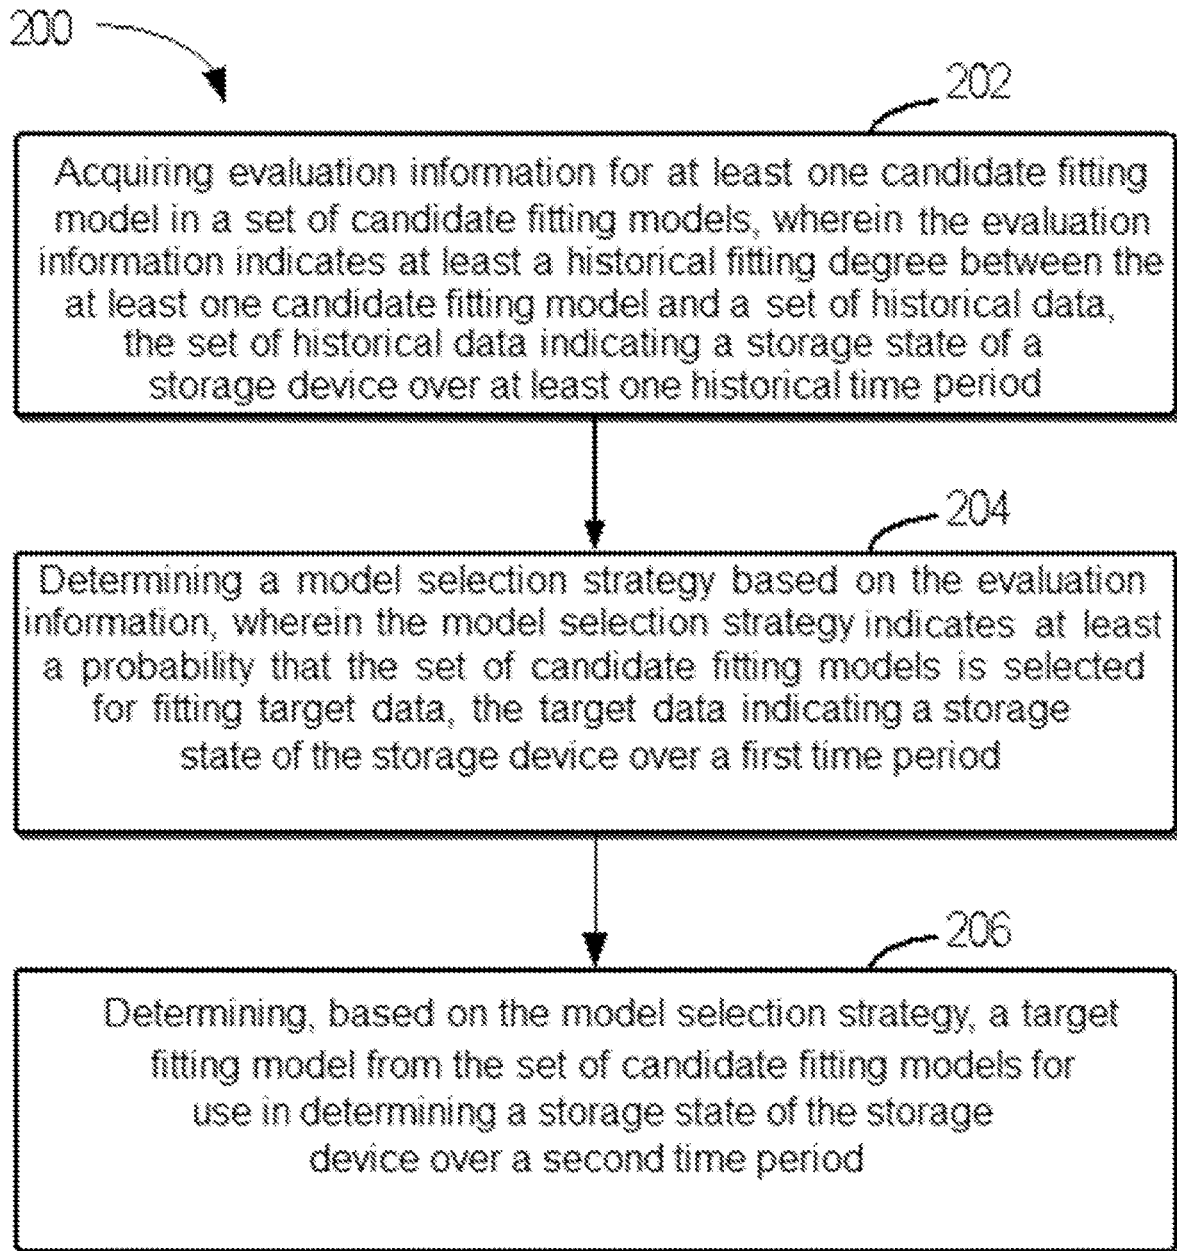 200
202
Acquiring evaluation information for at least one candidate fitting
model in a set of candidate fitting models, wherein the evaluation
information indicates at least a historical fitting degree between the
at least one candidate fitting model and a set of historical data,
the set of historical data indicating a storage state of a
storage device over at least one historical time period
204
Determining a model selection strategy based on the evaluation
information, wherein the model selection strategy indicates at least
a probability that the set of candidate fitting models is selected
for fitting target data, the target data indicating a storage
state of the storage device over a first time period
206
Determining, based on the model selection strategy, a target
fitting model from the set of candidate fitting models for
use in determining a storage state of the storage
device over a second time period